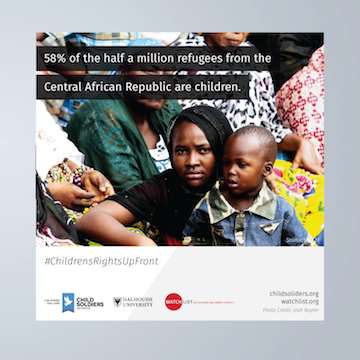 58% of the half a million refugees from the
Central African Republic are children.
#ChildrensRightsUpFront
CHILD
SOLDIERS
INITIATIVE
DALHOUSIE
UNIVERSITY
WATCHLIST
childsoldiers.org
watchlist.org
Photo Credit: Josh Boyer